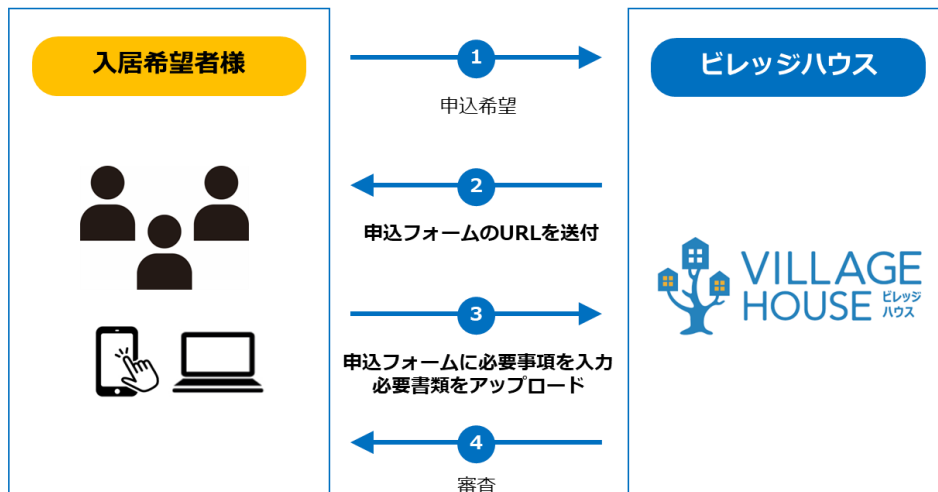 入居希望者様
ビレッジハウス
1
申込希望
2
申込フォームのURLを送付
3
申込フォームに必要事項を入力
必要書類をアップロード
4
審査
VILLAGE
HOUSE ビレッジ
ハウス